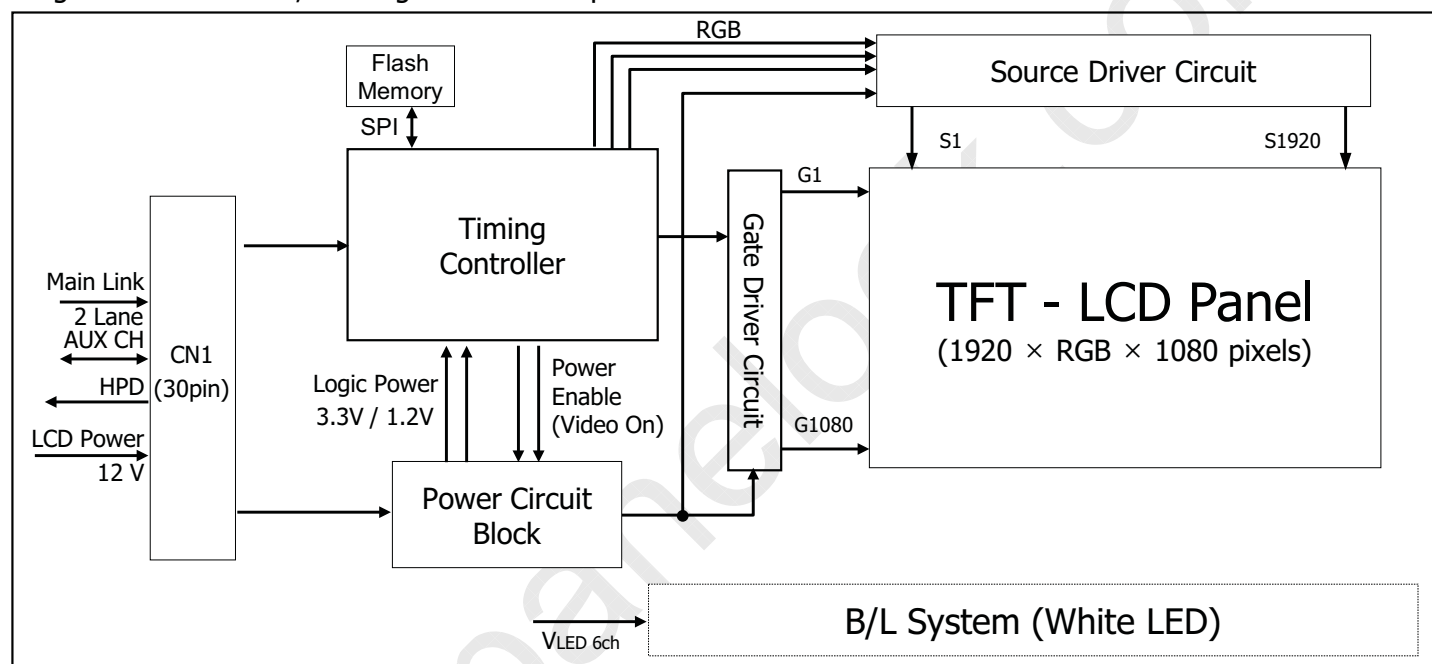 RGB
Flash
Memory
SPI
Source Driver Circuit
S1
S1920
Timing
Controller
G1
Gate Driver Circuit
G1080
TFT - LCD Panel
(1920 × RGB × 1080 pixels)
Main Link
2 Lane
AUX CH
HPD
LCD Power
12 V
CN1
(30pin)
Logic Power
3.3V / 1.2V
Power
Enable
(Video On)
Power Circuit
Block
VLED 6ch
B/L System (White LED)